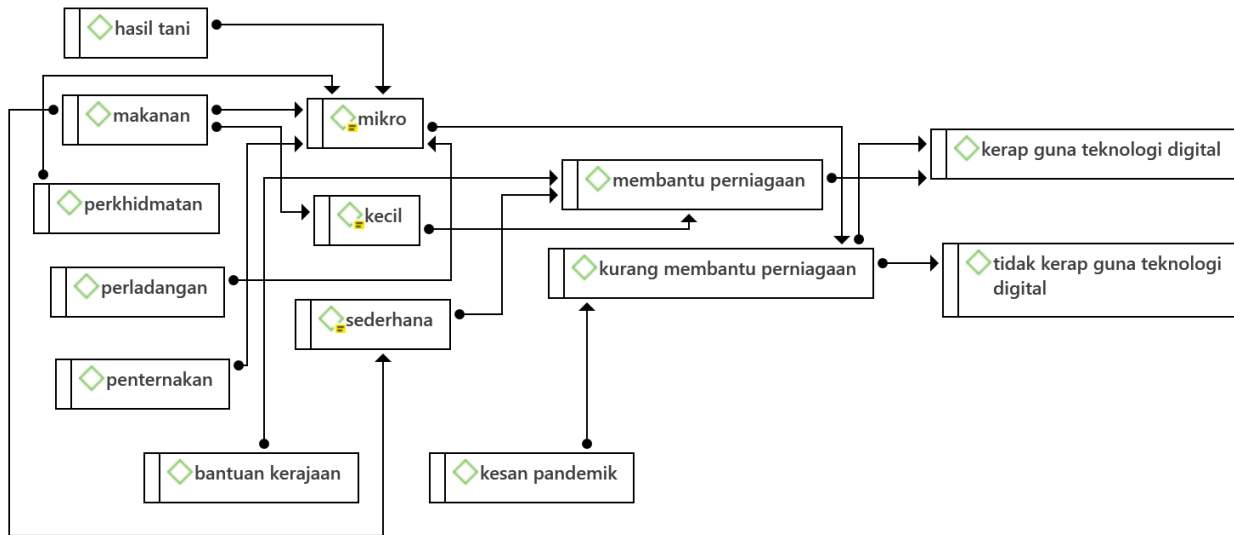 hasil tani
makanan
mikro
kerap guna teknologi digital
membantu perniagaan
perkhidmatan
kecil
kurang membantu perniagaan
tidak kerap guna teknologi
digital
perladangan
sederhana
penternakan
bantuan kerajaan
kesan pandemik